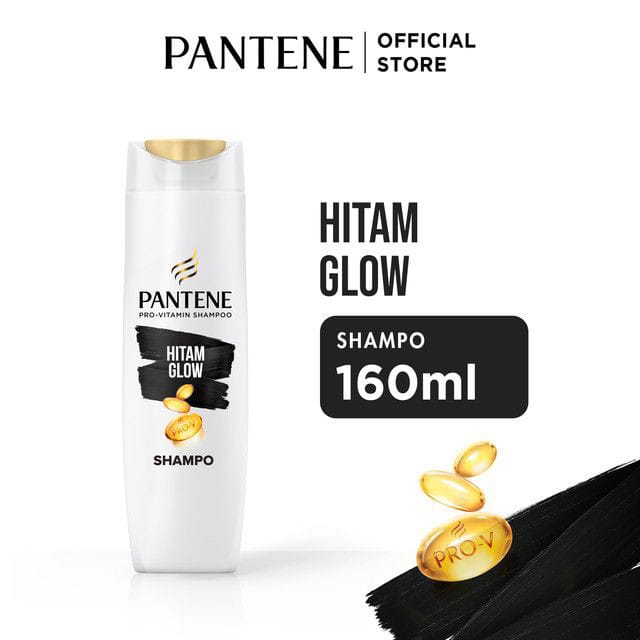 PANTENE
OFFICIAL
STORE
PANTENE
PRO-VITAMIN SHAMPOO
HITAM
GLOW
PRO-V
SHAMPO
HITAM
GLOW
SHAMPO
160ml
PRO-V